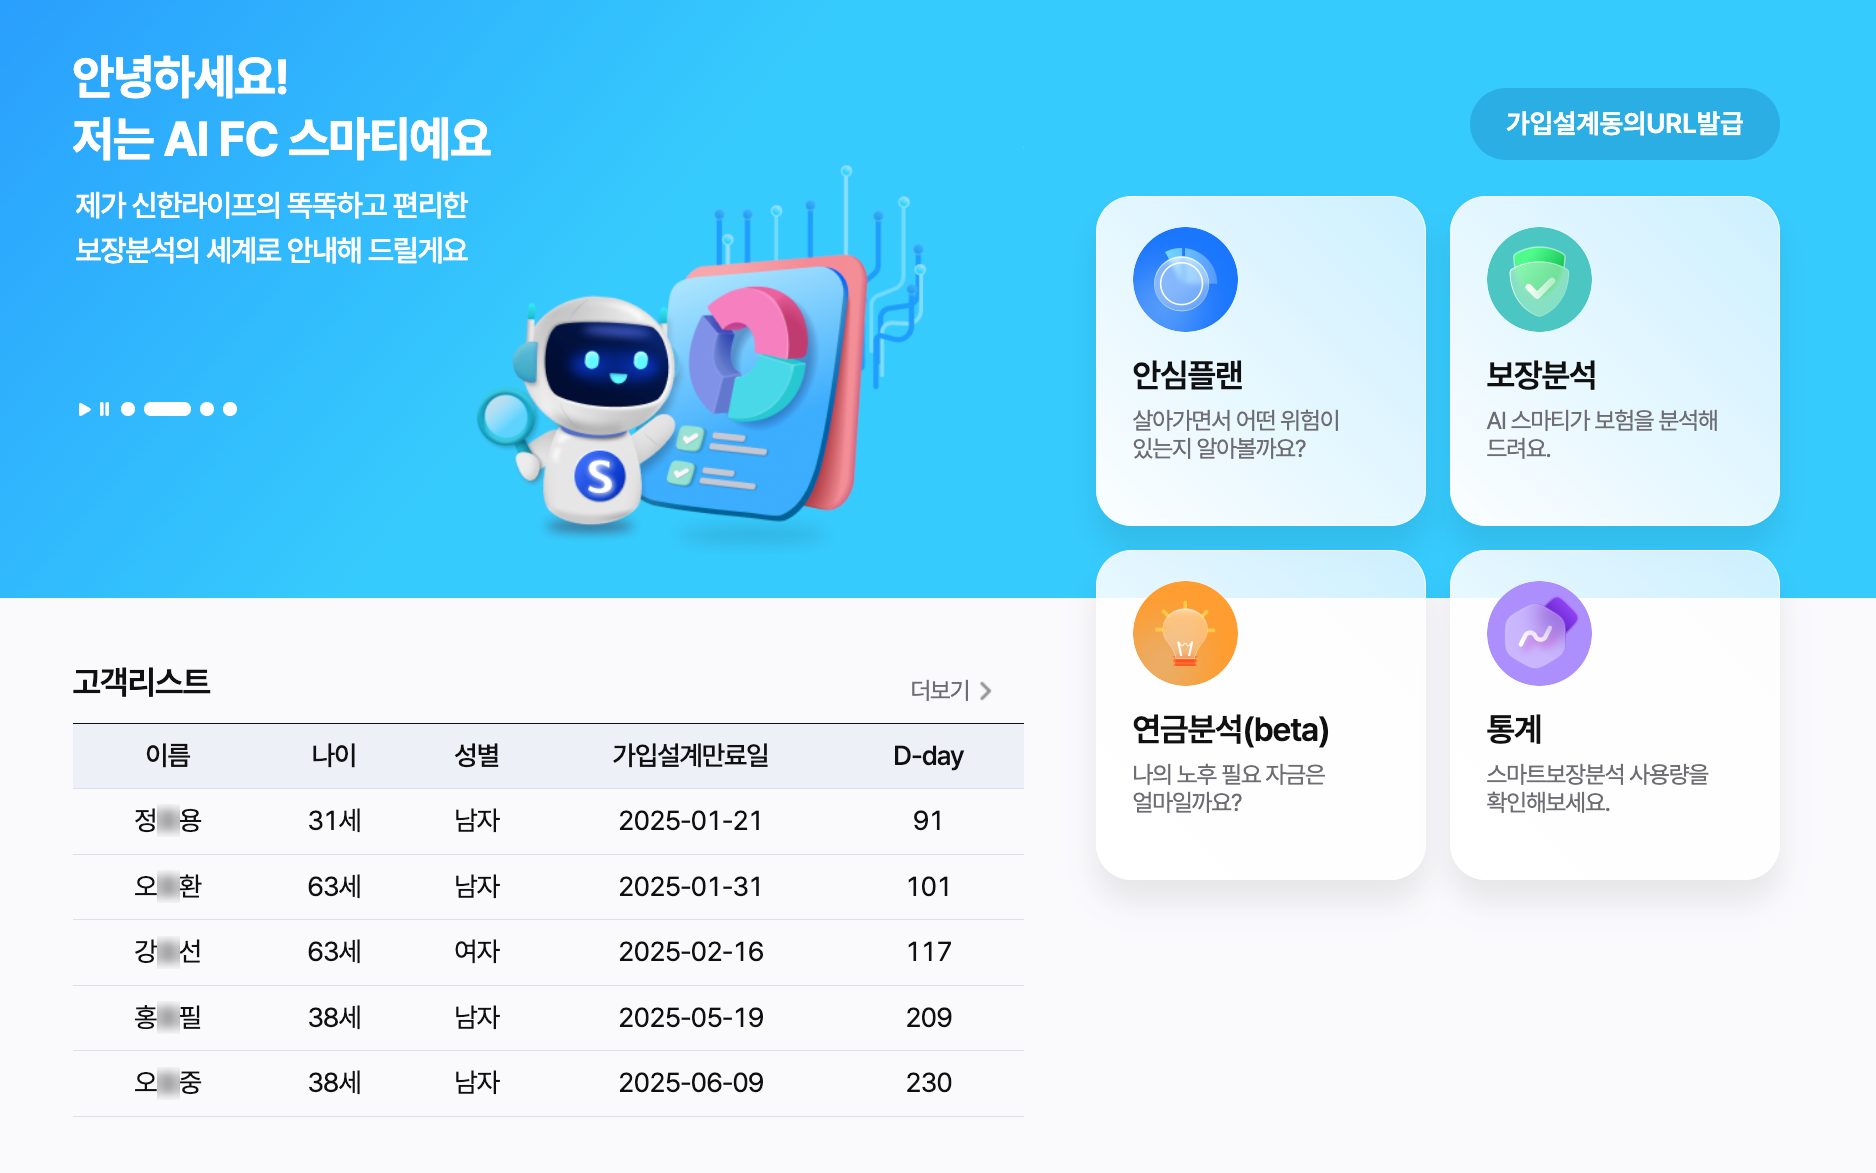 안녕하세요!
저는 AI FC 스마티예요
제가 신한라이프의 똑똑하고 편리한
보장분석의 세계로 안내해 드릴게요
S
가입설계동의URL발급
안심플랜
살아가면서 어떤 위험이
있는지 알아볼까요?
보장분석
AI 스마티가 보험을 분석해
드려요.
연금분석(beta)
나의 노후 필요 자금은
얼마일까요?
통계
스마트보장분석 사용량을
확인해보세요.
고객리스트
더보기
이름 나이 성별 가입설계만료일 D-day
정 용 31세 남자 2025-01-21 91
오 환 63세 남자 2025-01-31 101
강 선 63세 여자 2025-02-16 117
홍 필 38세 남자 2025-05-19 209
오 중 38세 남자 2025-06-09 230